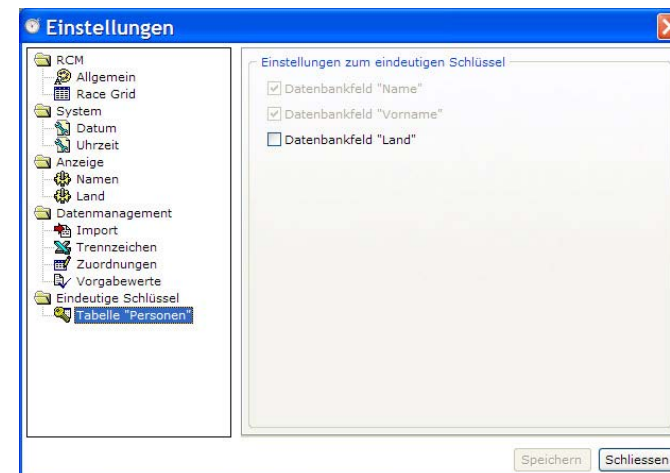 Einstellungen
RCM
Allgemein
Race Grid
System
Datum
Uhrzeit
Anzeige
Namen
Land
Datenmanagement
Import
Trennzeichen
Zuordnungen
Vorgabewerte
Eindeutige Schlüssel
Tabelle "Personen"
Einstellungen zum eindeutigen Schlüssel
Datenbankfeld "Name"
Datenbankfeld "Vorname"
Datenbankfeld "Land"
Speichern
Schliessen